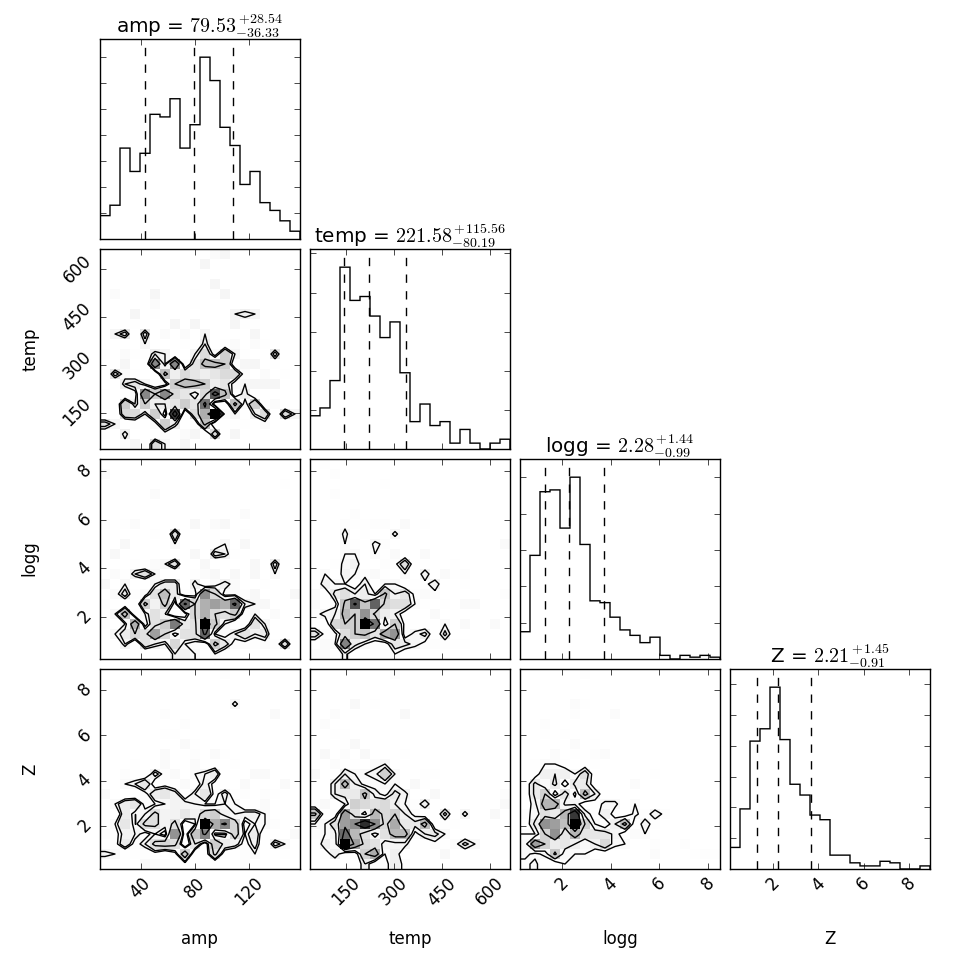 amp = 79.53 +28.54 −36.33
temp = 221.58 +115.56 −80.19
600
450
300
150
temp
logg = 2.28 +1.44 −0.99
8
6
4
2
logg
Z = 2.21 +1.45 −0.91
8
6
4
2
Z
40 80 120 150 300 450 600 2 4 6 8 2 4 6 8
amp temp logg Z